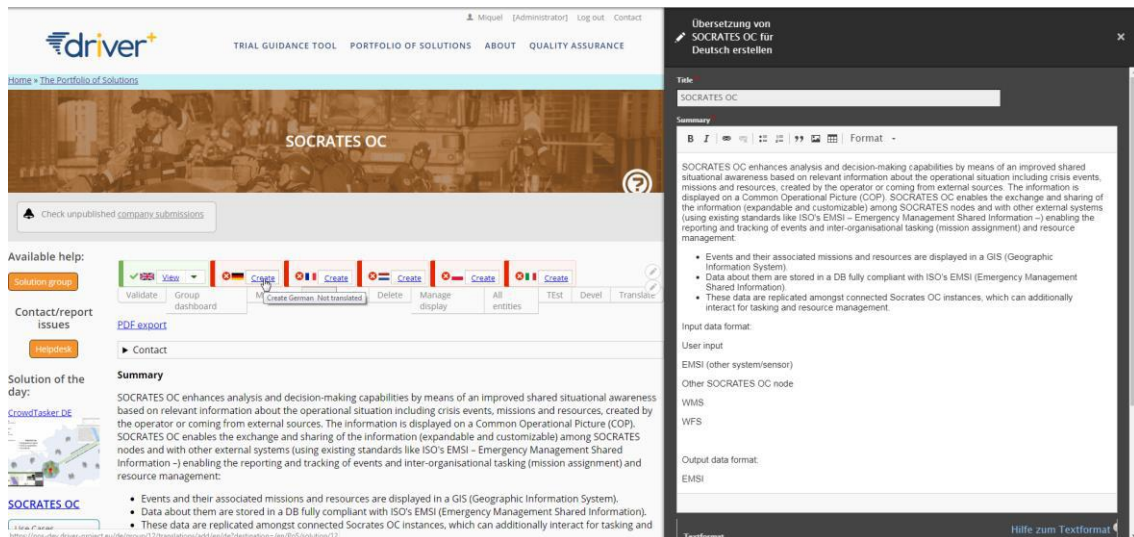 Miquel [Administrator] Log out Contact
driver+
TRIAL GUIDANCE TOOL PORTFOLIO OF SOLUTIONS ABOUT QUALITY ASSURANCE
Home » The Portfolio of Solutions
SOCRATES OC
?
Check unpublished company submissions
Available help:
Solution group
Contact/report
issues
Helpdesk
Solution of the
day:
CrowdTasker DE
SOCRATES OC
Use Cases
View Create Create Create Create Create
Validate Group
dashboard
M
Create German Not translated
Delete Manage
display
All
entities
TEst Devel Translate
PDF export
Contact
Summary
SOCRATES OC enhances analysis and decision-making capabilities by means of an improved shared situational awareness
based on relevant information about the operational situation including crisis events, missions and resources, created by
the operator or coming from external sources. The information is displayed on a Common Operational Picture (COP).
SOCRATES OC enables the exchange and sharing of the information (expandable and customizable) among SOCRATES
nodes and with other external systems (using existing standards like ISO's EMSI – Emergency Management Shared
Information –) enabling the reporting and tracking of events and inter-organisational tasking (mission assignment) and
resource management:
• Events and their associated missions and resources are displayed in a GIS (Geographic Information System).
• Data about them are stored in a DB fully compliant with ISO's EMSI (Emergency Management Shared Information).
• These data are replicated amongst connected Socrates OC instances, which can additionally interact for tasking and
Übersetzung von
SOCRATES OC für
Deutsch erstellen
×
Title *
SOCRATES OC
Summary *
B I Format
SOCRATES OC enhances analysis and decision-making capabilities by means of an improved shared
situational awareness based on relevant information about the operational situation including crisis events,
missions and resources, created by the operator or coming from external sources. The information is
displayed on a Common Operational Picture (COP). SOCRATES OC enables the exchange and sharing of
the information (expandable and customizable) among SOCRATES nodes and with other external systems
(using existing standards like ISO's EMSI – Emergency Management Shared Information –) enabling the
reporting and tracking of events and inter-organisational tasking (mission assignment) and resource
management:
• Events and their associated missions and resources are displayed in a GIS (Geographic
Information System).
• Data about them are stored in a DB fully compliant with ISO's EMSI (Emergency Management
Shared Information).
• These data are replicated amongst connected Socrates OC instances, which can additionally
interact for tasking and resource management.
Input data format:
User input
EMSI (other system/sensor)
Other SOCRATES OC node
WMS
WFS
Output data format:
EMSI
Textformat
Hilfe zum Textformat